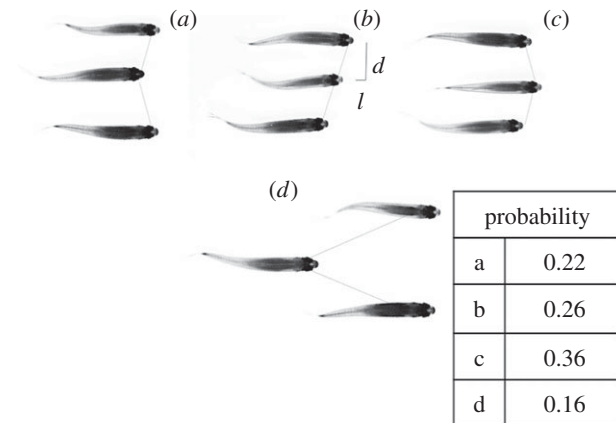 (a)
(b)
(c)
d
l
(d)
probability
a 0.22
b 0.26
c 0.36
d 0.16